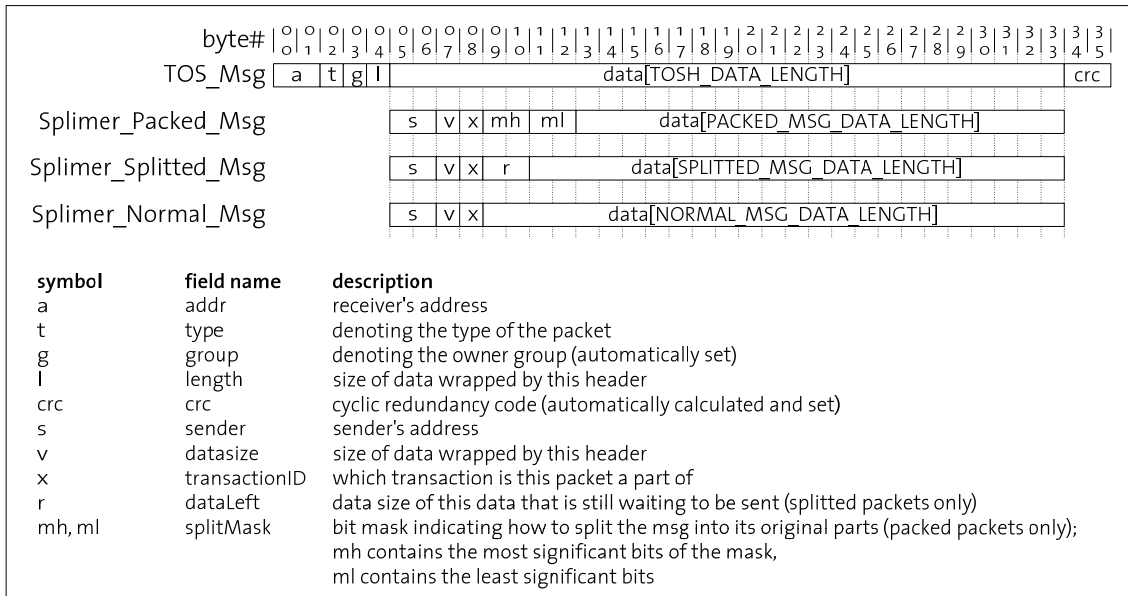 byte# 00 01 02 03 04 05 06 07 08 09 10 11 12 13 14 15 16 17 18 19 20 21 22 23 24 25 26 27 28 29 30 31 32 33 34 35
TOS_Msg a t g l data[TOSH_DATA_LENGTH] crc
Splimer_Packed_Msg s v x mh ml data[PACKED_MSG_DATA_LENGTH]
Splimer_Splitted_Msg s v x r data[SPLITTED_MSG_DATA_LENGTH]
Splimer_Normal_Msg s v x data[NORMAL_MSG_DATA_LENGTH]
symbol field name description
a addr receiver's address
t type denoting the type of the packet
g group denoting the owner group (automatically set)
l length size of data wrapped by this header
crc crc cyclic redundancy code (automatically calculated and set)
s sender sender's address
v datasize size of data wrapped by this header
x transactionID which transaction is this packet a part of
r dataLeft data size of this data that is still waiting to be sent (splitted packets only)
mh, ml splitMask bit mask indicating how to split the msg into its original parts (packed packets only);
mh contains the most significant bits of the mask,
ml contains the least significant bits